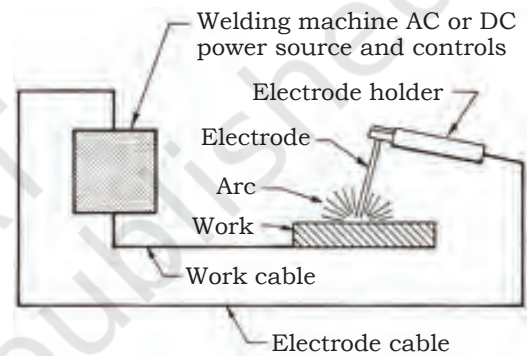 Welding machine AC or DC
power source and controls
Electrode holder
Electrode
Arc
Work
Work cable
Electrode cable